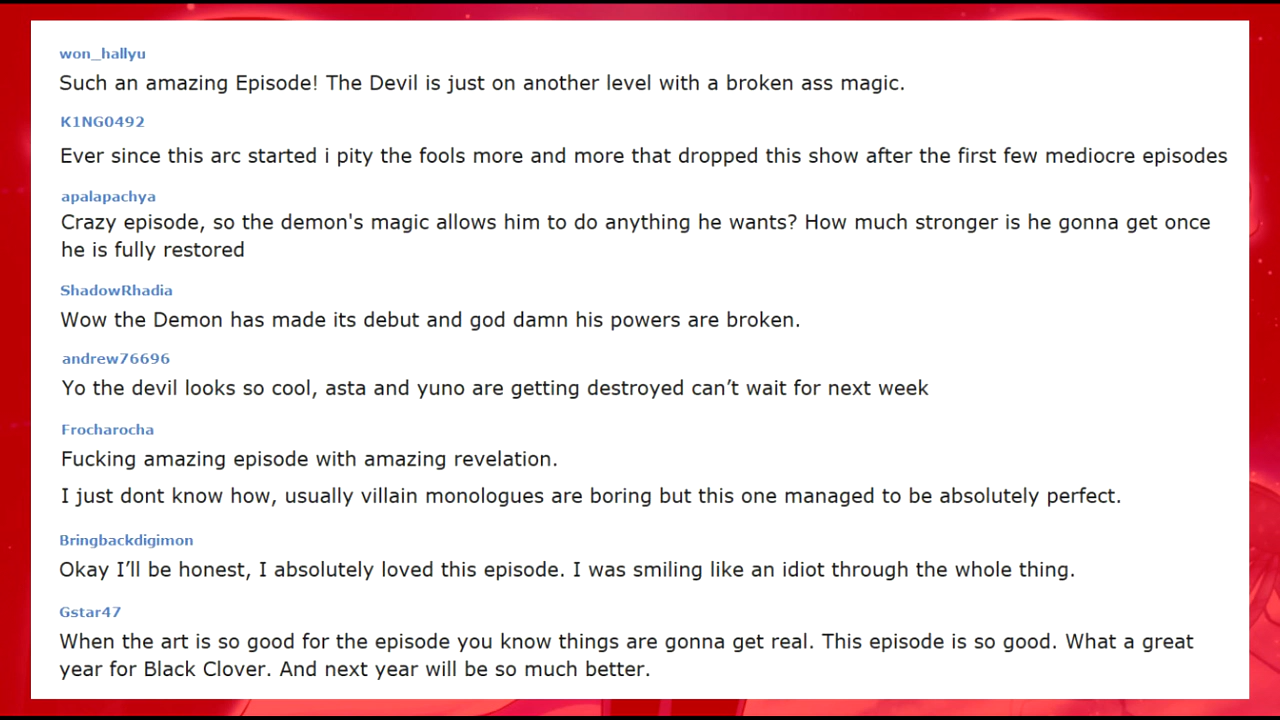 won_hallyu
Such an amazing Episode! The Devil is just on another level with a broken ass magic.
K1NG0492
Ever since this arc started i pity the fools more and more that dropped this show after the first few mediocre episodes
apalapachya
Crazy episode, so the demon's magic allows him to do anything he wants? How much stronger is he gonna get once
he is fully restored
ShadowRhadia
Wow the Demon has made its debut and god damn his powers are broken.
andrew76696
Yo the devil looks so cool, asta and yuno are getting destroyed can’t wait for next week
Frocharocha
Fucking amazing episode with amazing revelation.
I just dont know how, usually villain monologues are boring but this one managed to be absolutely perfect.
Bringbackdigimon
Okay I’ll be honest, I absolutely loved this episode. I was smiling like an idiot through the whole thing.
Gstar47
When the art is so good for the episode you know things are gonna get real. This episode is so good. What a great
year for Black Clover. And next year will be so much better.